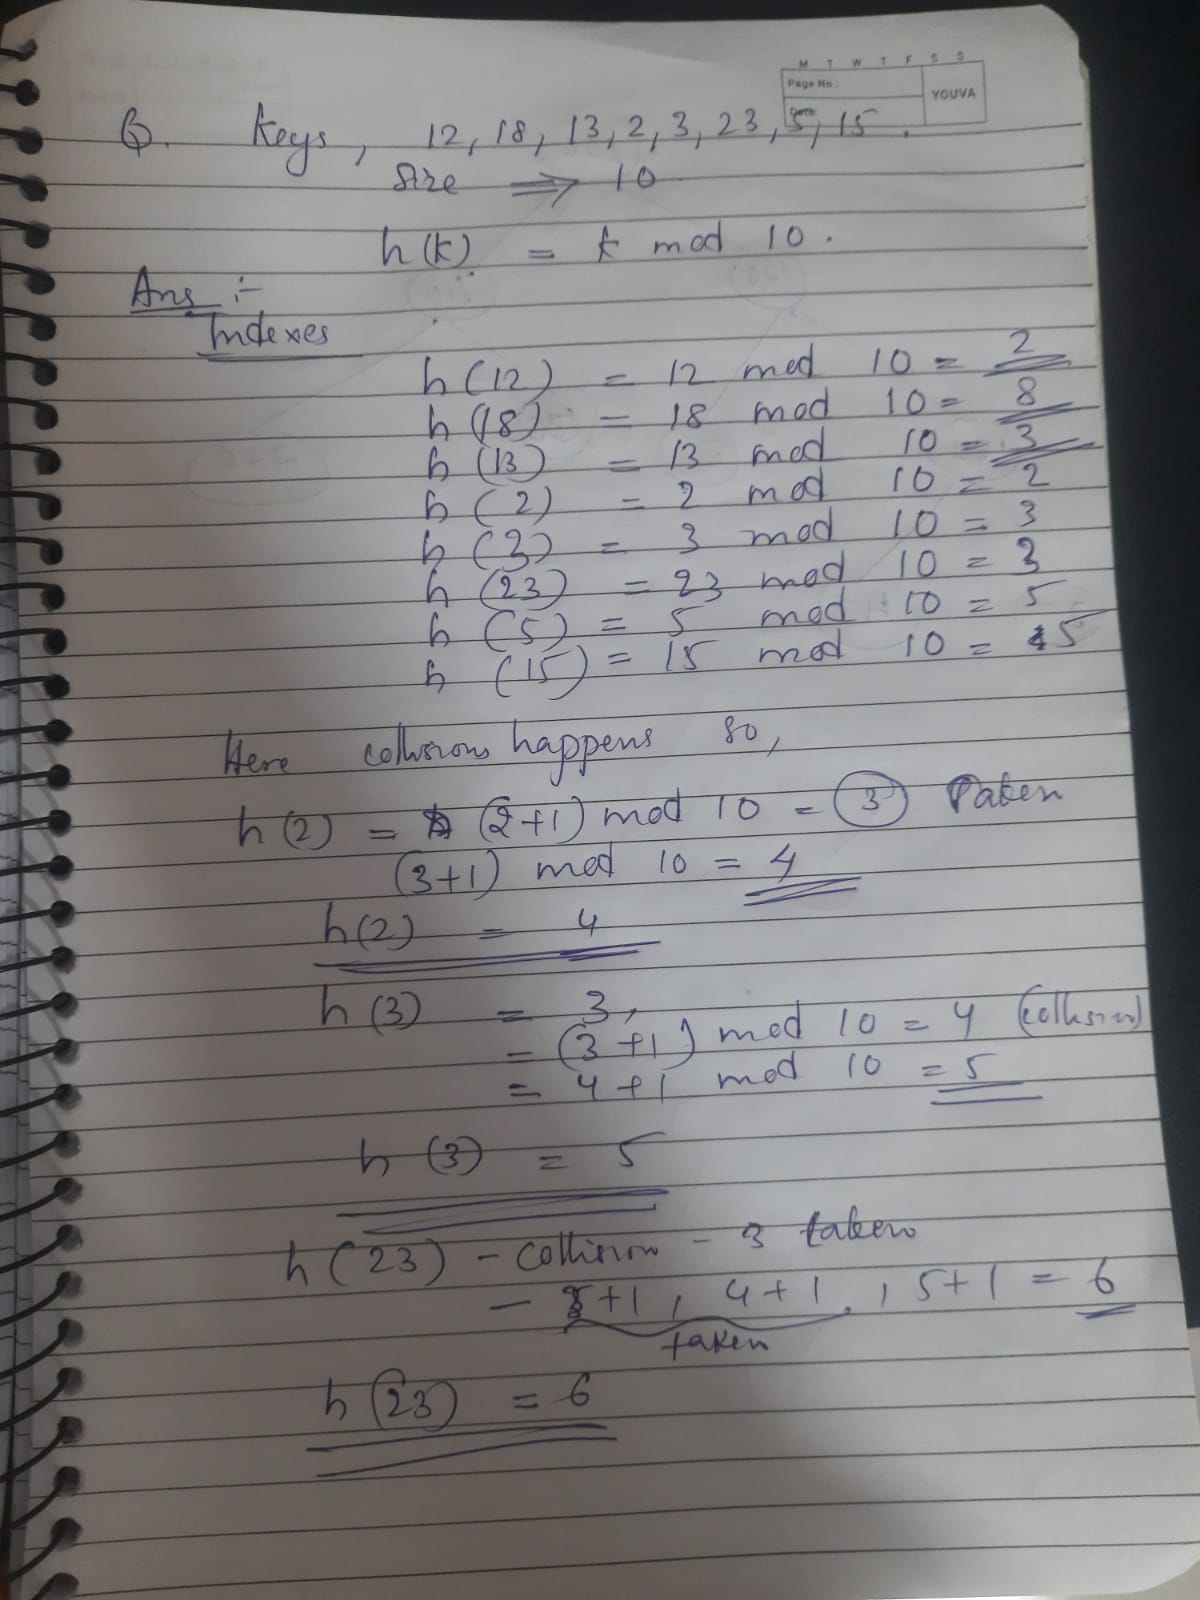 M T W T F S S
Page No.:
YOUVA
Date:
Q. Keys, 12, 18, 13, 2, 3, 23, 5, 15.
Size ⇒ 10
h(k) = k mod 10.
Ans :-
Indexes
h (12) = 12 mod 10 = 2
h (18) = 18 mod 10 = 8
h (13) = 13 mod 10 = 3
h (2) = 2 mod 10 = 2
h (3) = 3 mod 10 = 3
h (23) = 23 mod 10 = 3
h (5) = 5 mod 10 = 5
h (15) = 15 mod 10 = 5
Here collusions happens so,
h (2) = (2+1) mod 10 = 3 Taken
(3+1) mod 10 = 4
h(2) = 4
h (3) = 3,
= (3+1) mod 10 = 4 (Collusion)
= 4+1 mod 10 = 5
h (3) = 5
h (23) - collision - 3 taken
- 3+1, 4+1, 5+1 = 6
taken
h (23) = 6